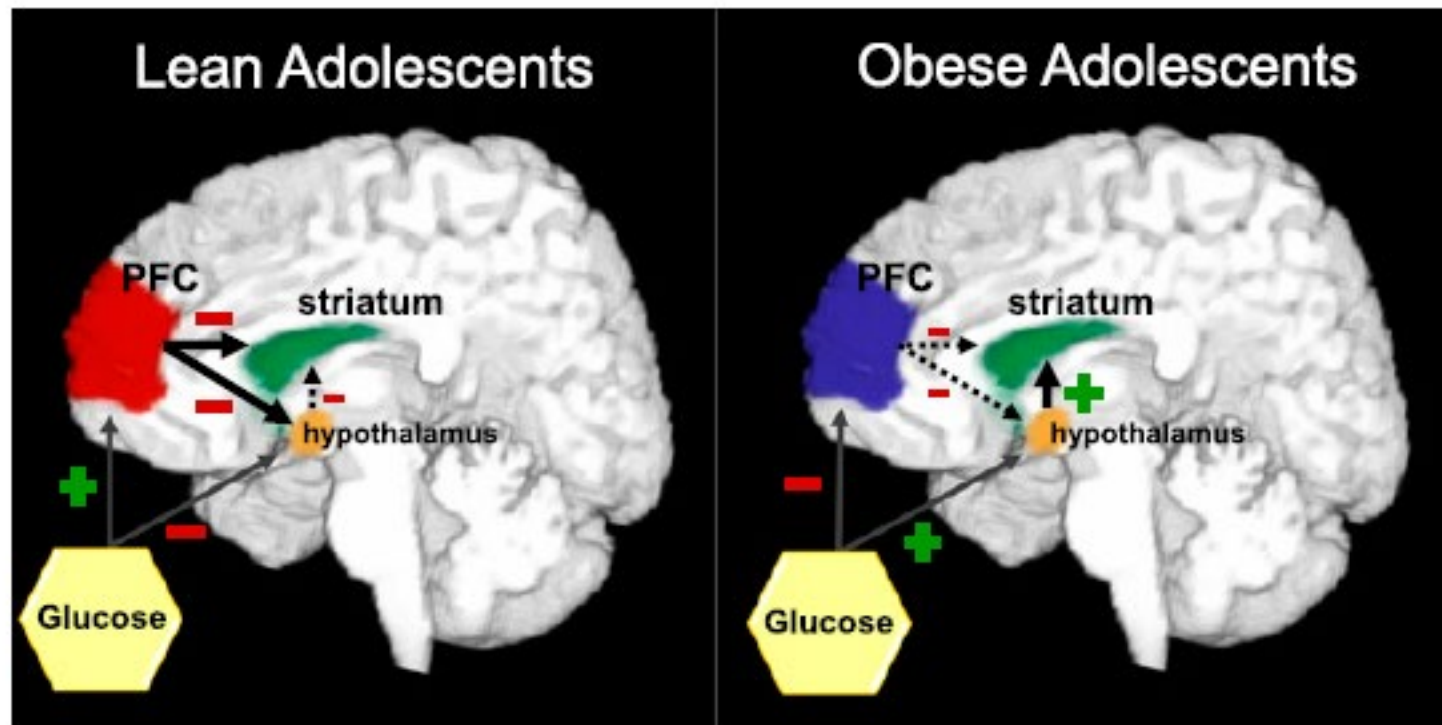 Lean Adolescents
PFC
striatum
hypothalamus
Glucose
Obese Adolescents
PFC
striatum
hypothalamus
Glucose